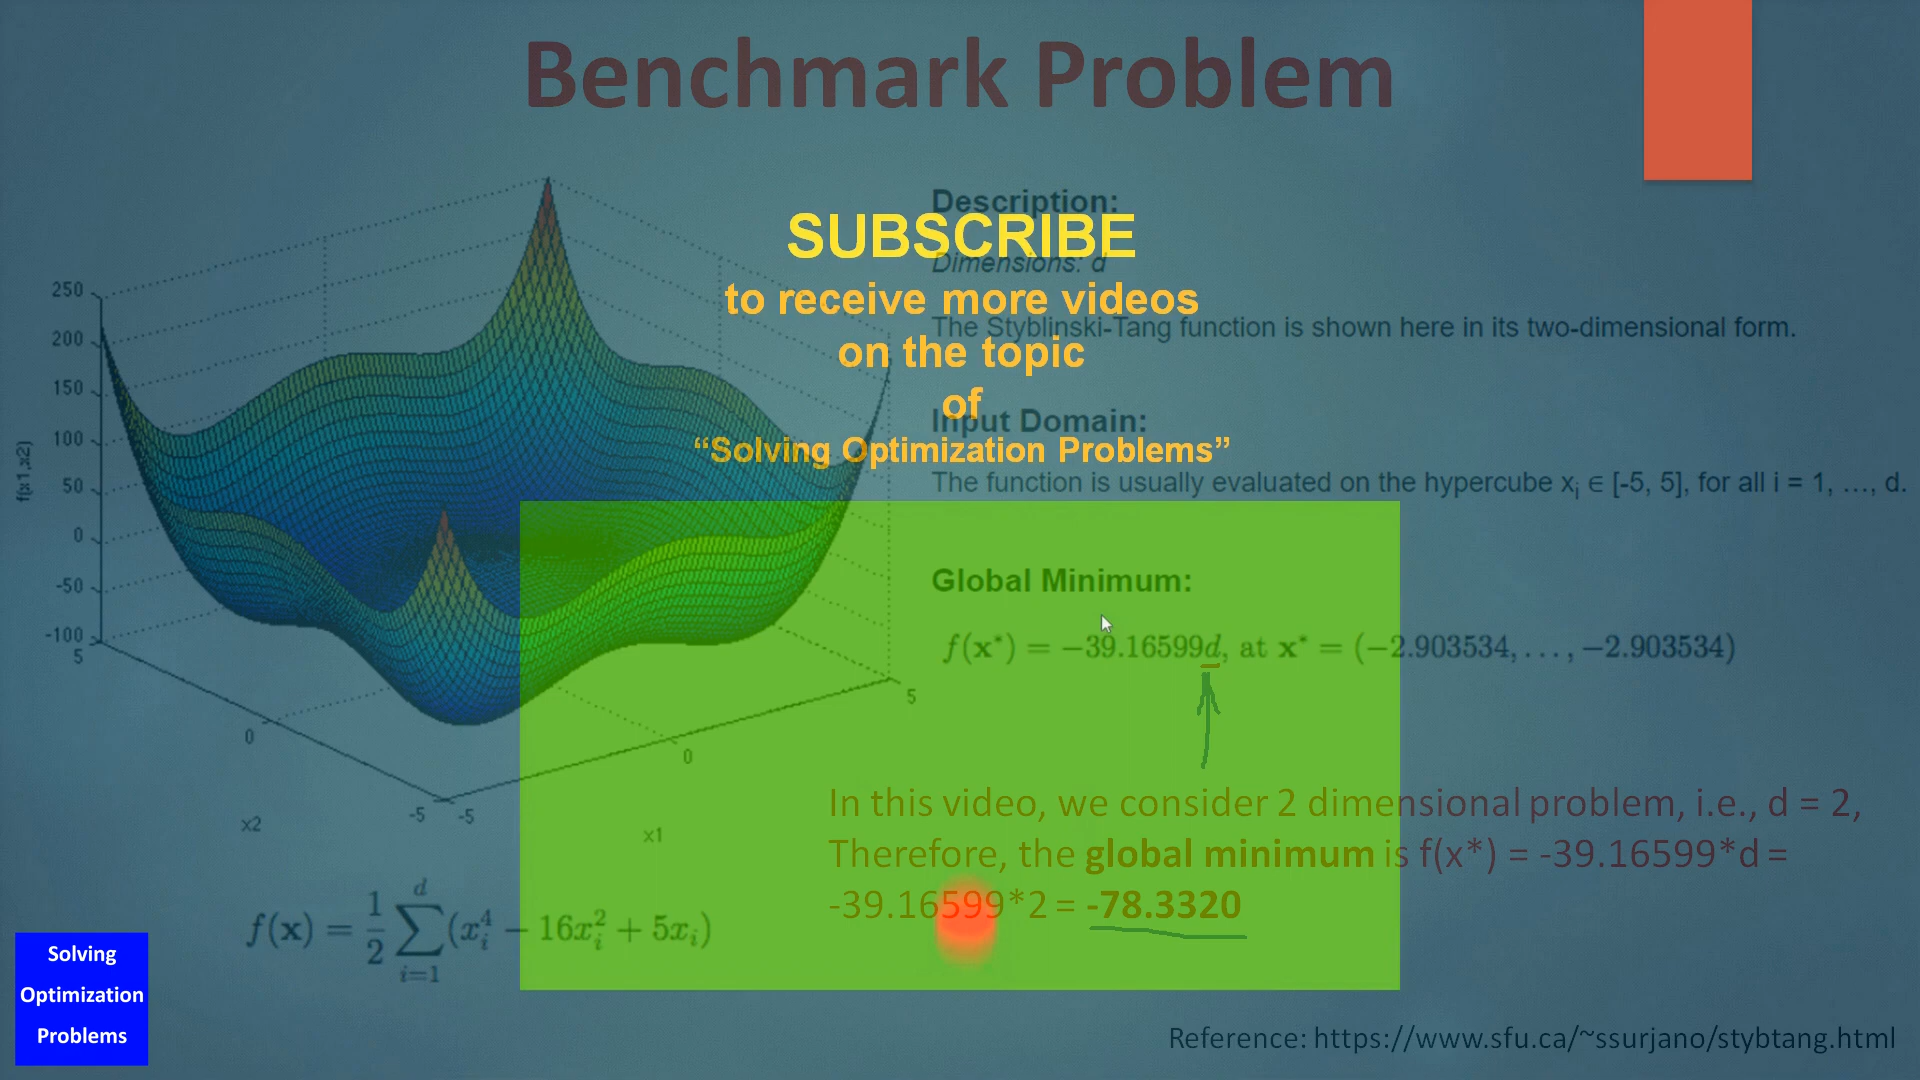 Benchmark Problem
Description:
SUBSCRIBE
Dimensions: d
to receive more videos
The Styblinski-Tang function is shown here in its two-dimensional form.
on the topic
of
Input Domain:
“Solving Optimization Problems”
The function is usually evaluated on the hypercube xᵢ ∈ [-5, 5], for all i = 1, …, d.
Global Minimum:
f(x*) = −39.16599d, at x* = (−2.903534, . . . , −2.903534)
In this video, we consider 2 dimensional problem, i.e., d = 2,
Therefore, the global minimum is f(x*) = -39.16599*d =
-39.16599*2 = -78.3320
250
200
150
100
50
0
-50
-100
f(x1,x2)
5
0
-5
x2
-5
0
5
x1
f(x) = 1/2 ∑_{i=1}^{d} (x_i^4 − 16x_i^2 + 5x_i)
Solving
Optimization
Problems
Reference: https://www.sfu.ca/~ssurjano/stybtang.html